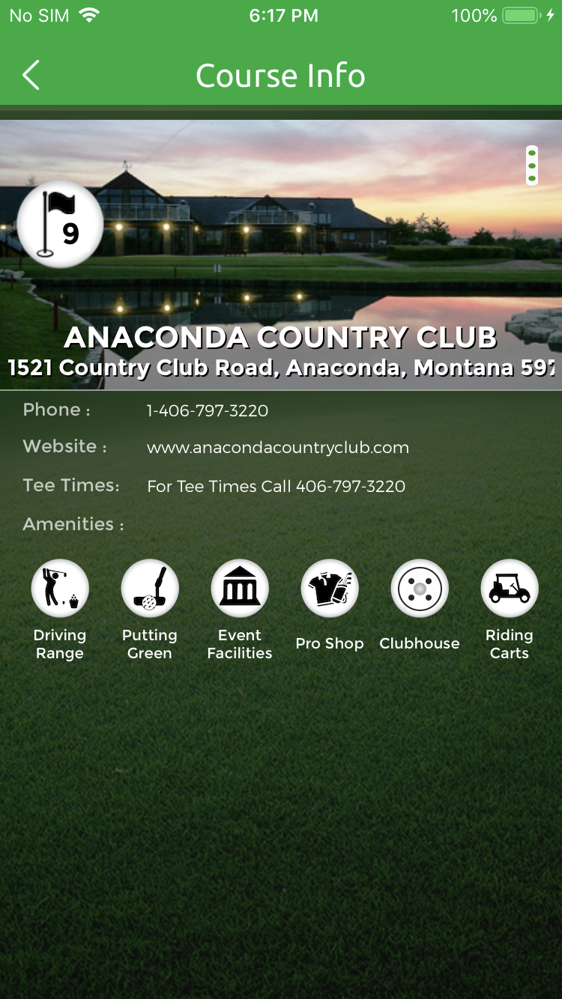 No SIM 6:17 PM 100%
Course Info
9
ANACONDA COUNTRY CLUB
1521 Country Club Road, Anaconda, Montana 597
Phone : 1-406-797-3220
Website : www.anacondacountryclub.com
Tee Times: For Tee Times Call 406-797-3220
Amenities :
Driving Range
Putting Green
Event Facilities
Pro Shop
Clubhouse
Riding Carts